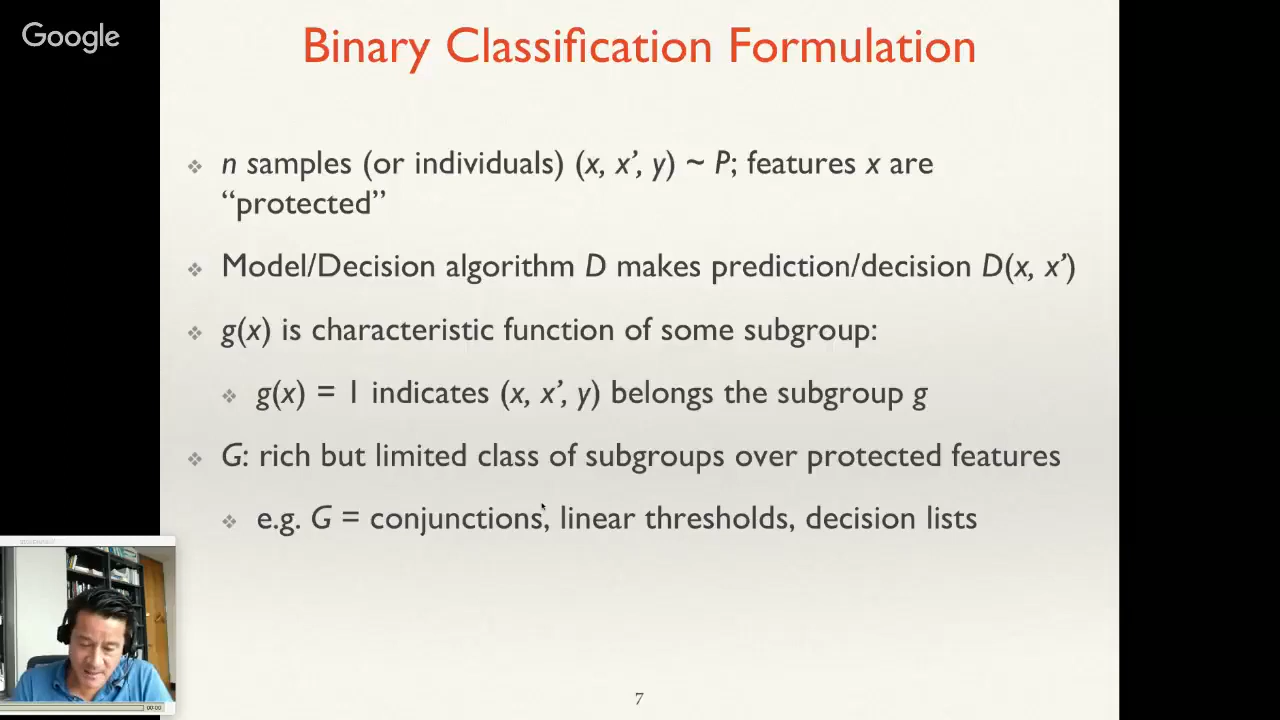 Google
Binary Classification Formulation
❖ n samples (or individuals) (x, x’, y) ~ P; features x are
“protected”
❖ Model/Decision algorithm D makes prediction/decision D(x, x’)
❖ g(x) is characteristic function of some subgroup:
❖ g(x) = 1 indicates (x, x’, y) belongs the subgroup g
❖ G: rich but limited class of subgroups over protected features
❖ e.g. G = conjunctions, linear thresholds, decision lists
00:00
7